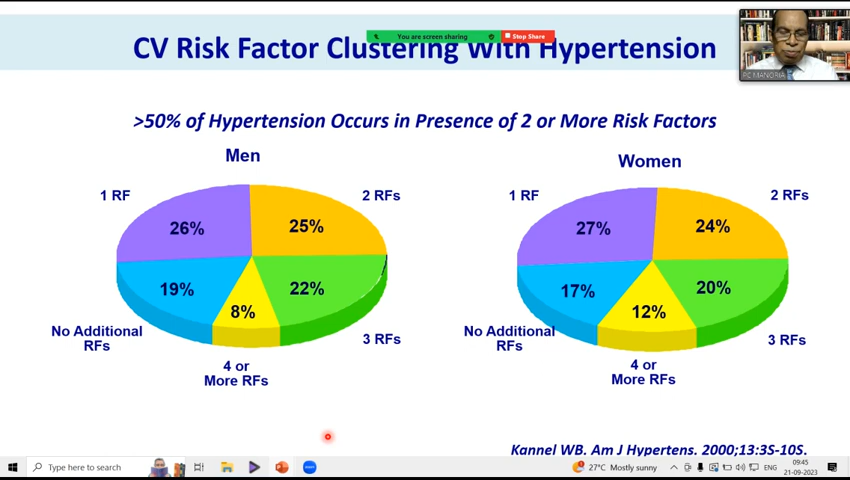 You are screen sharing
Stop Share
CV Risk Factor Clustering With Hypertension
PC MANORIA
>50% of Hypertension Occurs in Presence of 2 or More Risk Factors
Men
1 RF
2 RFs
26%
25%
19%
22%
8%
No Additional
RFs
3 RFs
4 or
More RFs
Women
1 RF
2 RFs
27%
24%
17%
20%
12%
No Additional
RFs
3 RFs
4 or
More RFs
Kannel WB. Am J Hypertens. 2000;13:3S-10S.
Type here to search
27°C Mostly sunny
ENG
09:45
21-09-2023